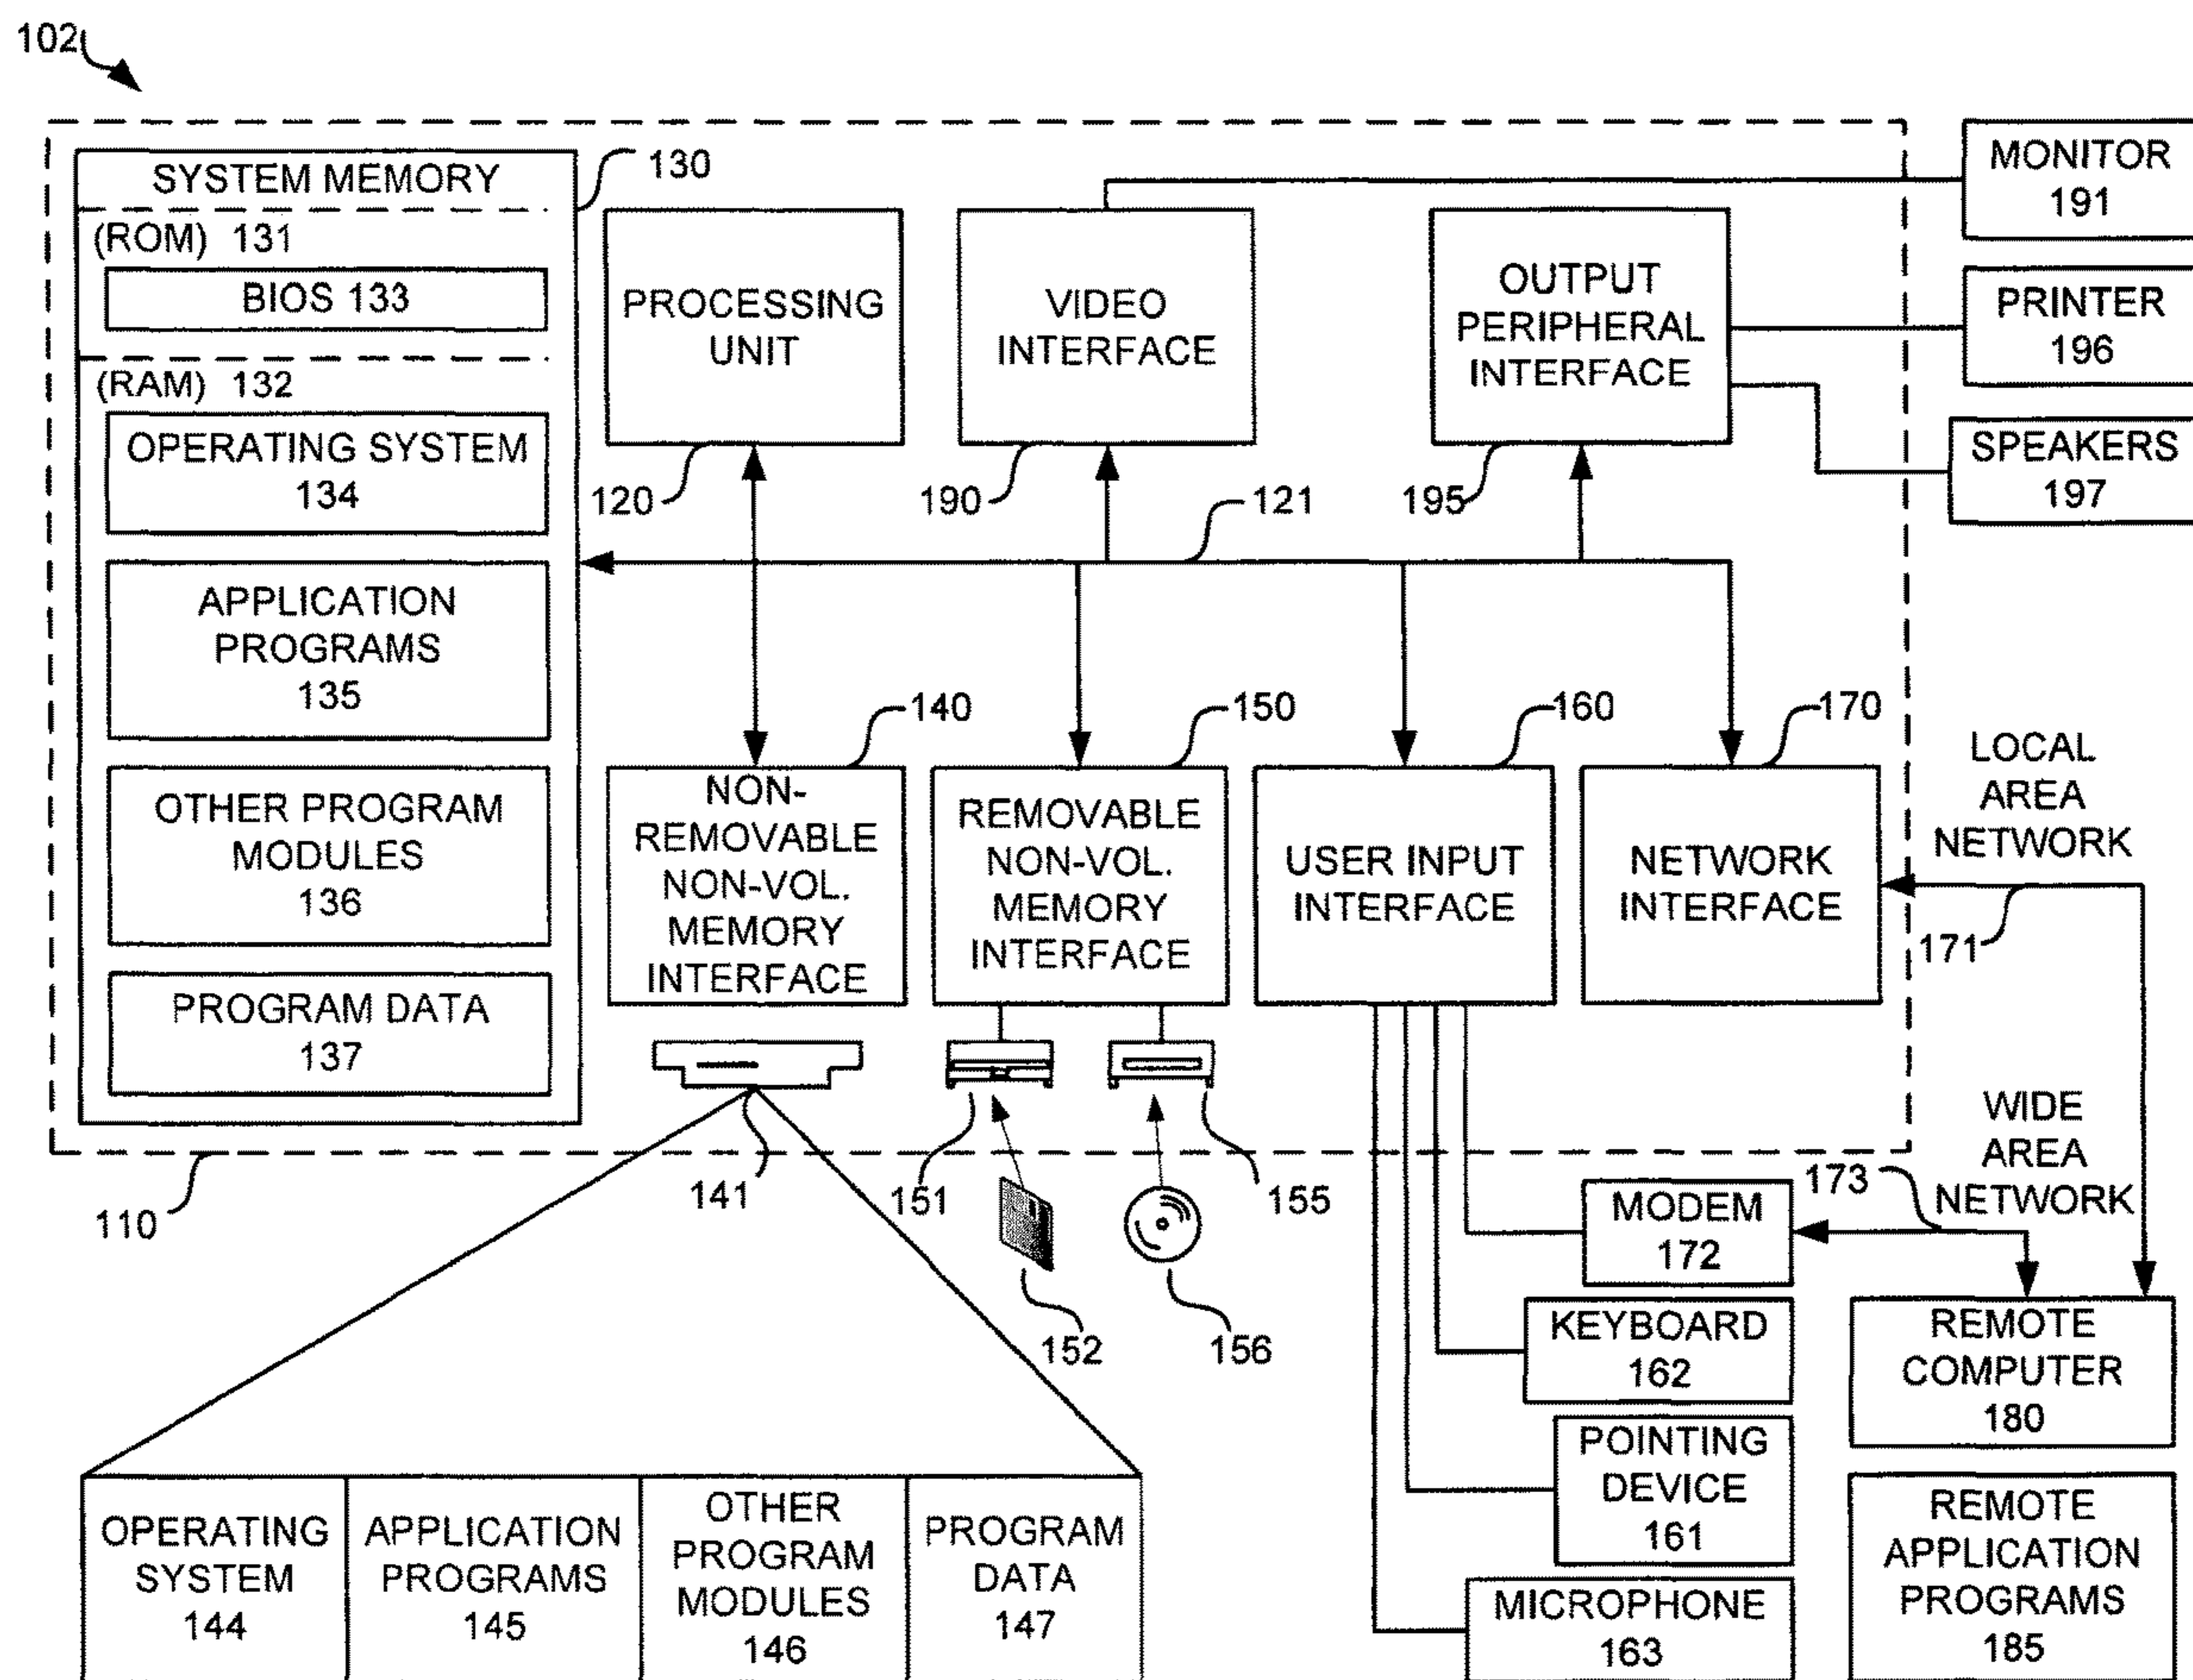 102
SYSTEM MEMORY
130
(ROM) 131
BIOS 133
(RAM) 132
OPERATING SYSTEM
134
APPLICATION
PROGRAMS
135
OTHER PROGRAM
MODULES
136
PROGRAM DATA
137
110
PROCESSING
UNIT
120
VIDEO
INTERFACE
190
121
OUTPUT
PERIPHERAL
INTERFACE
195
MONITOR
191
PRINTER
196
SPEAKERS
197
140
NON-
REMOVABLE
NON-VOL.
MEMORY
INTERFACE
150
REMOVABLE
NON-VOL.
MEMORY
INTERFACE
160
USER INPUT
INTERFACE
170
NETWORK
INTERFACE
LOCAL
AREA
NETWORK
171
141
151
152
155
156
WIDE
AREA
NETWORK
173
MODEM
172
KEYBOARD
162
POINTING
DEVICE
161
MICROPHONE
163
REMOTE
COMPUTER
180
REMOTE
APPLICATION
PROGRAMS
185
OPERATING
SYSTEM
144
APPLICATION
PROGRAMS
145
OTHER
PROGRAM
MODULES
146
PROGRAM
DATA
147